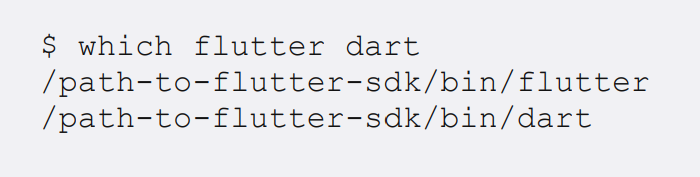 $ which flutter dart
/path-to-flutter-sdk/bin/flutter
/path-to-flutter-sdk/bin/dart